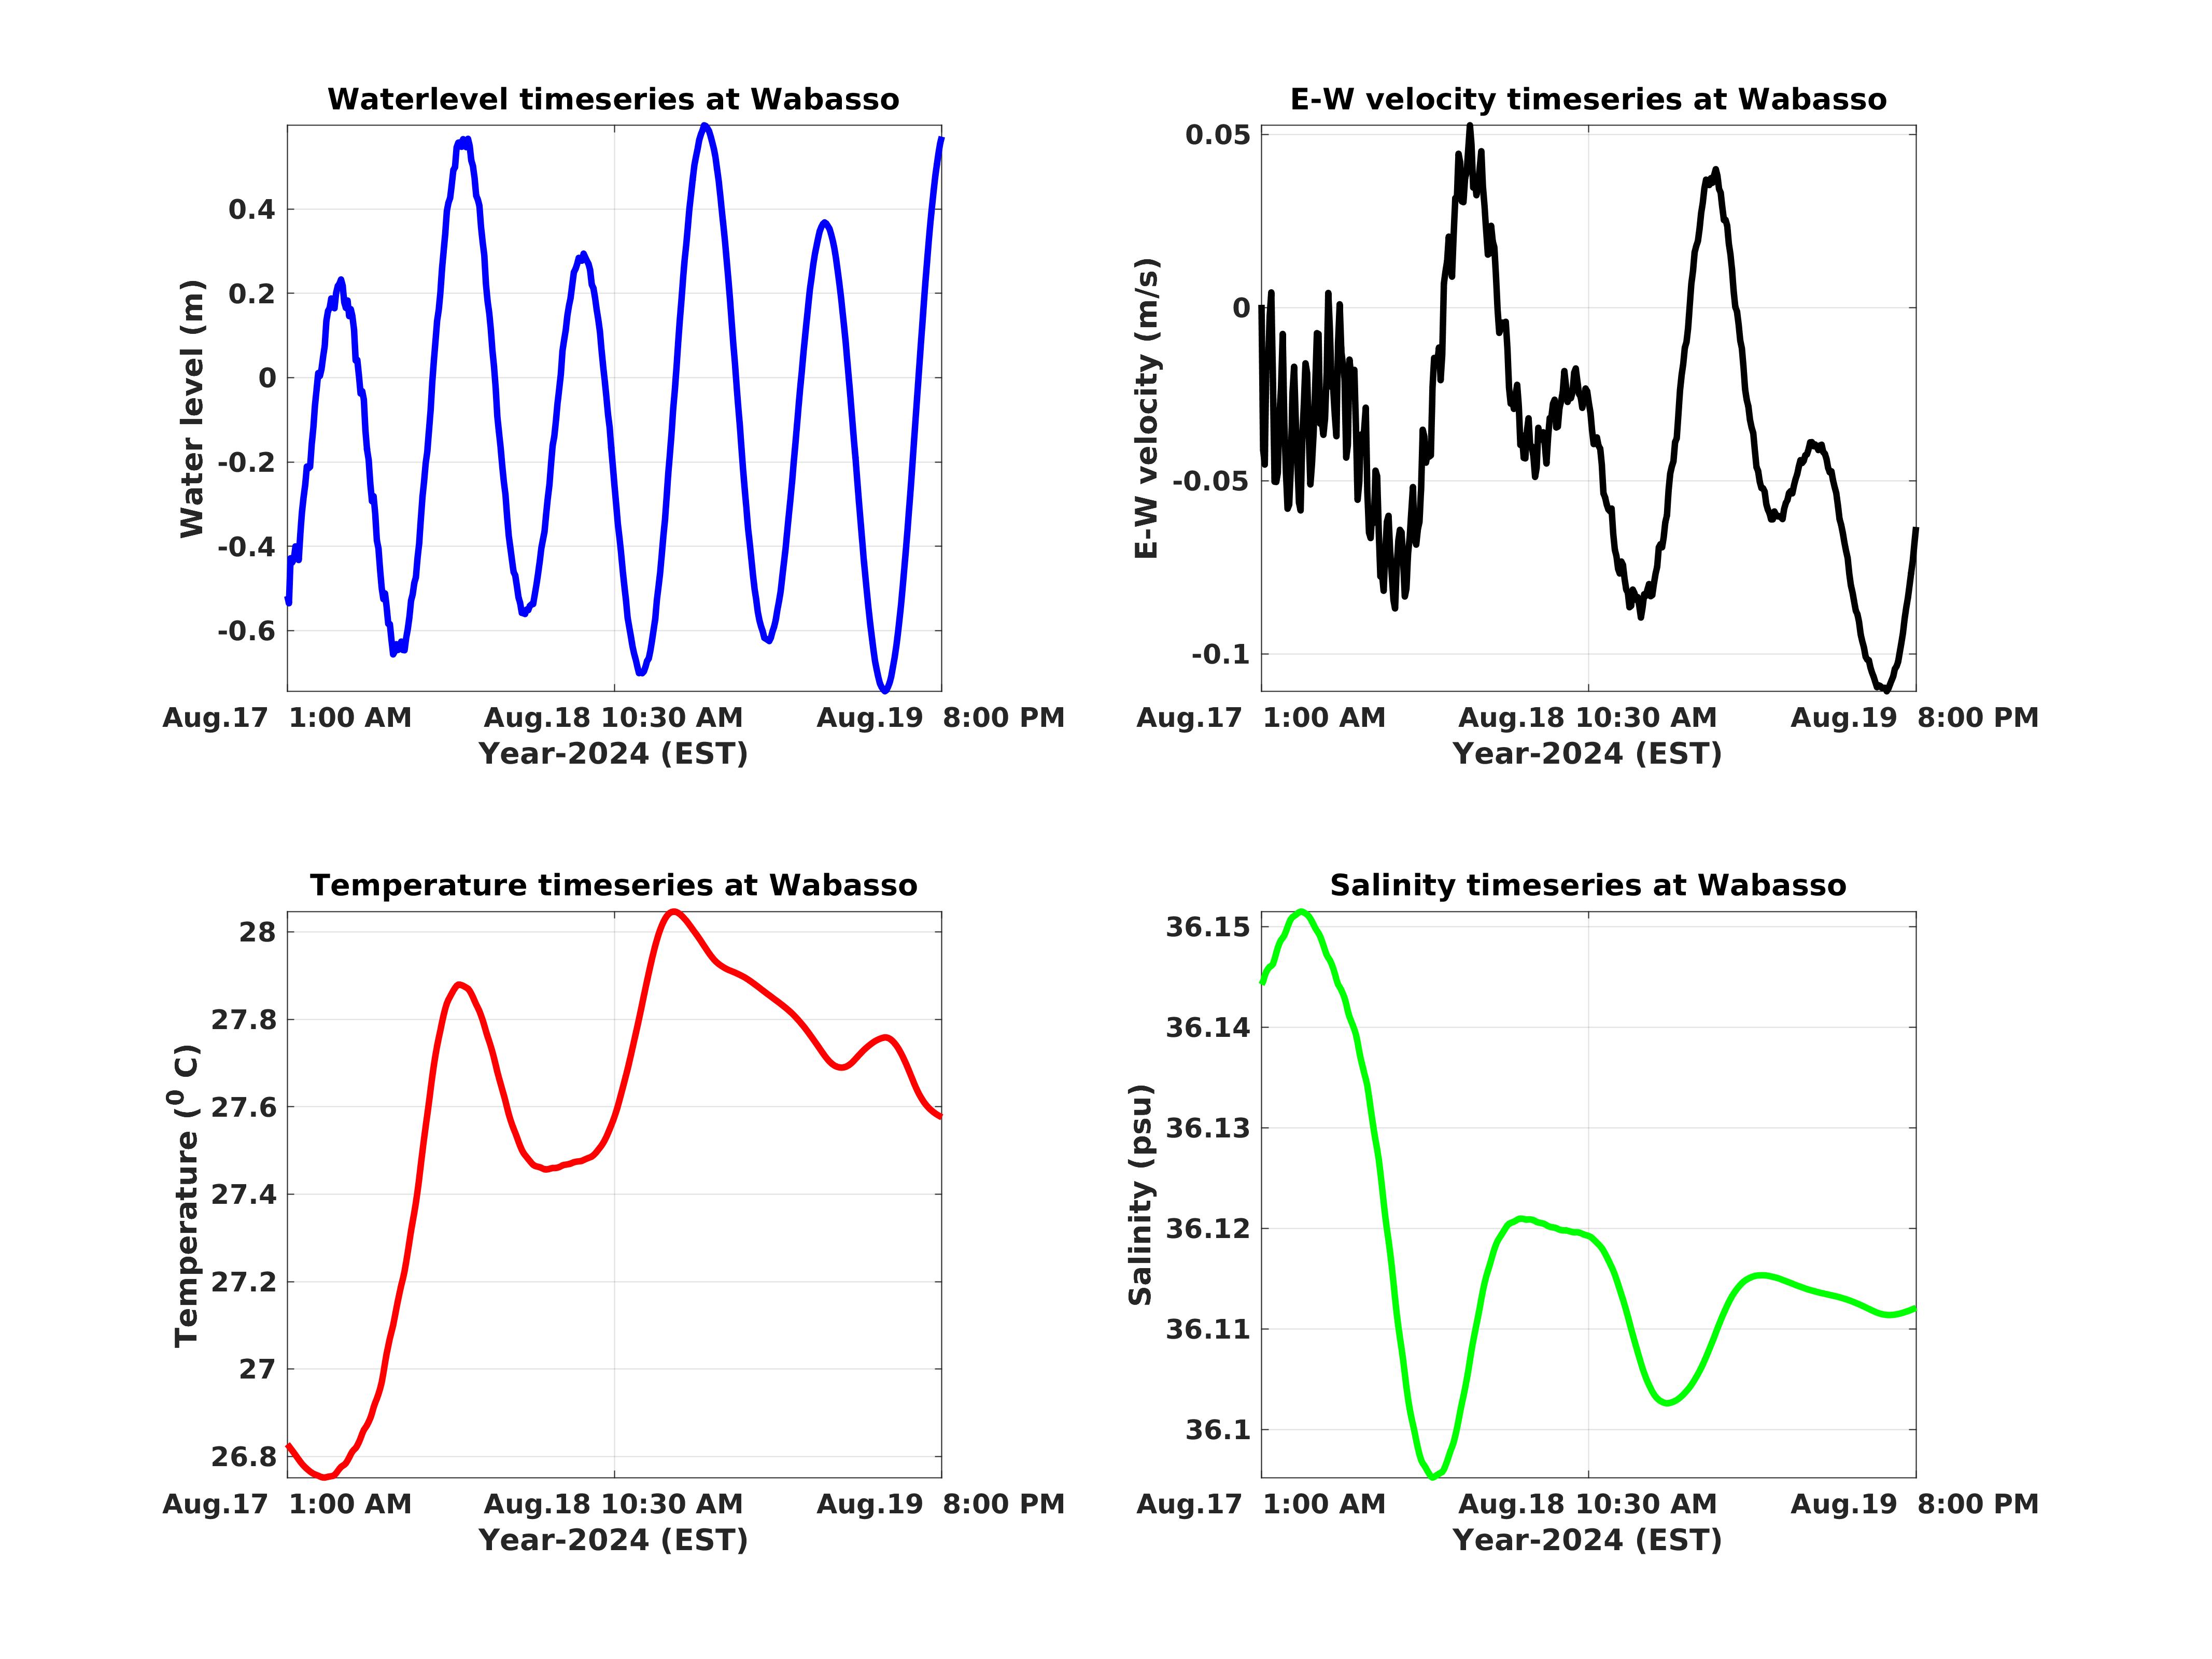 Waterlevel timeseries at Wabasso
Water level (m)
0.4
0.2
0
-0.2
-0.4
-0.6
Aug.17 1:00 AM
Aug.18 10:30 AM
Aug.19 8:00 PM
Year-2024 (EST)
E-W velocity timeseries at Wabasso
E-W velocity (m/s)
0.05
0
-0.05
-0.1
Aug.17 1:00 AM
Aug.18 10:30 AM
Aug.19 8:00 PM
Year-2024 (EST)
Temperature timeseries at Wabasso
Temperature (⁰ C)
28
27.8
27.6
27.4
27.2
27
26.8
Aug.17 1:00 AM
Aug.18 10:30 AM
Aug.19 8:00 PM
Year-2024 (EST)
Salinity timeseries at Wabasso
Salinity (psu)
36.15
36.14
36.13
36.12
36.11
36.1
Aug.17 1:00 AM
Aug.18 10:30 AM
Aug.19 8:00 PM
Year-2024 (EST)